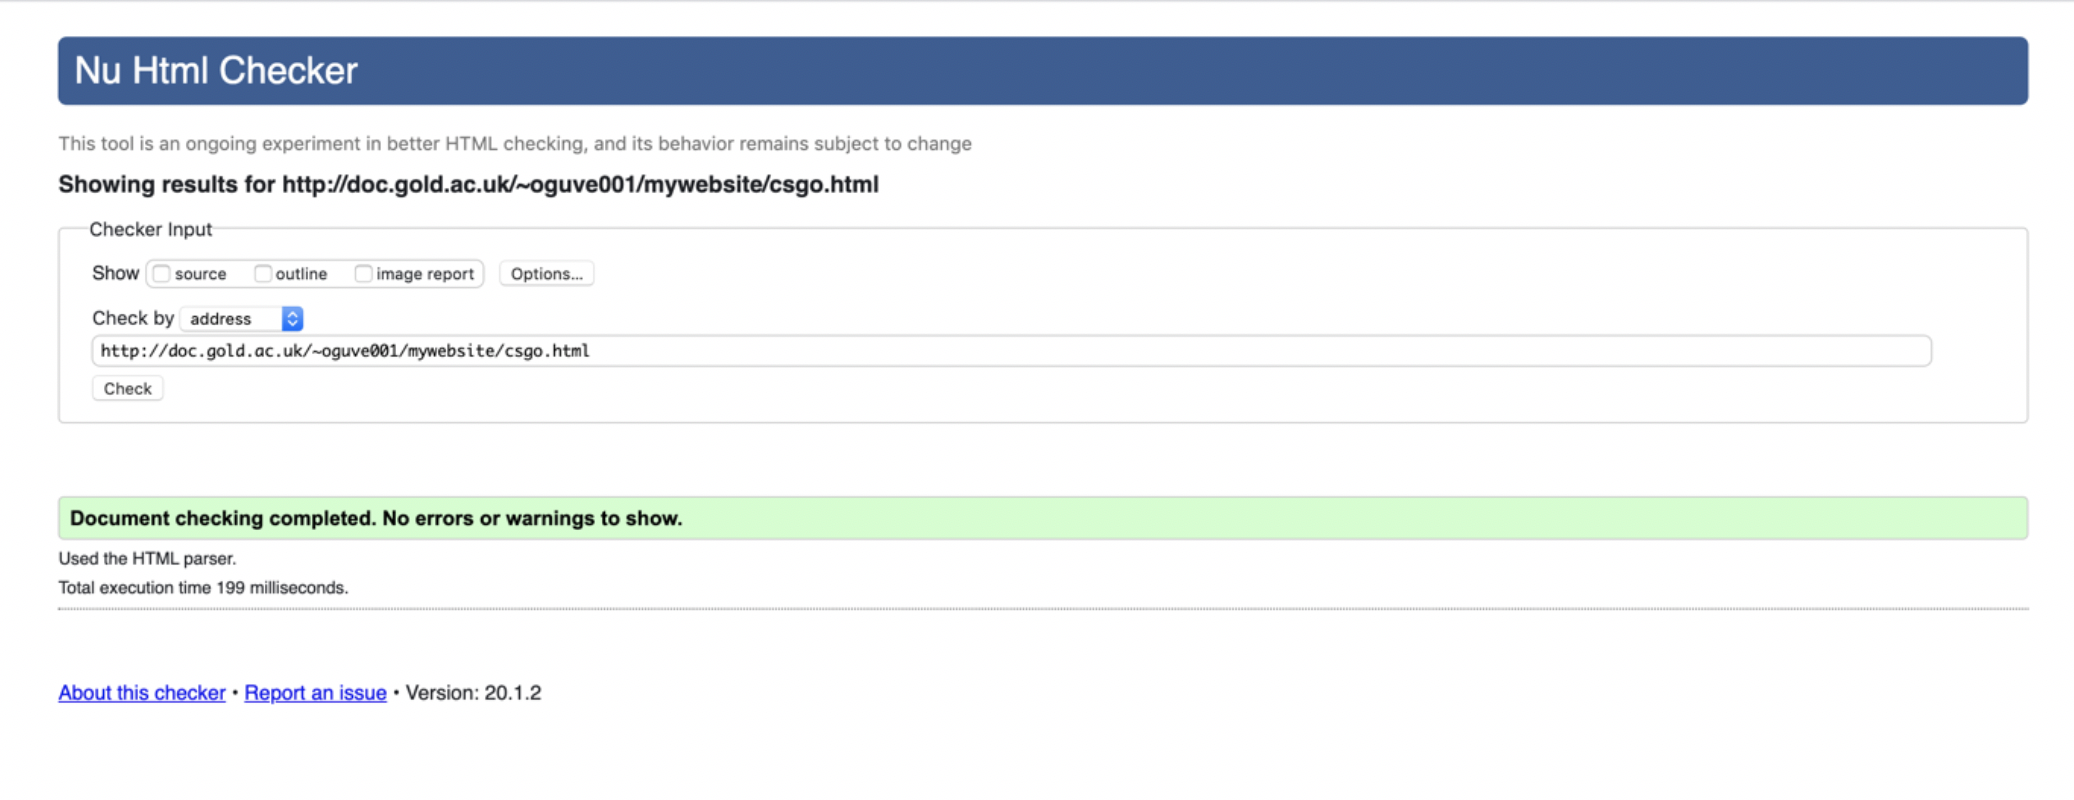 Nu Html Checker
This tool is an ongoing experiment in better HTML checking, and its behavior remains subject to change
Showing results for http://doc.gold.ac.uk/~oguve001/mywebsite/csgo.html
Checker Input
Show source outline image report Options...
Check by address
http://doc.gold.ac.uk/~oguve001/mywebsite/csgo.html
Check
Document checking completed. No errors or warnings to show.
Used the HTML parser.
Total execution time 199 milliseconds.
About this checker • Report an issue • Version: 20.1.2